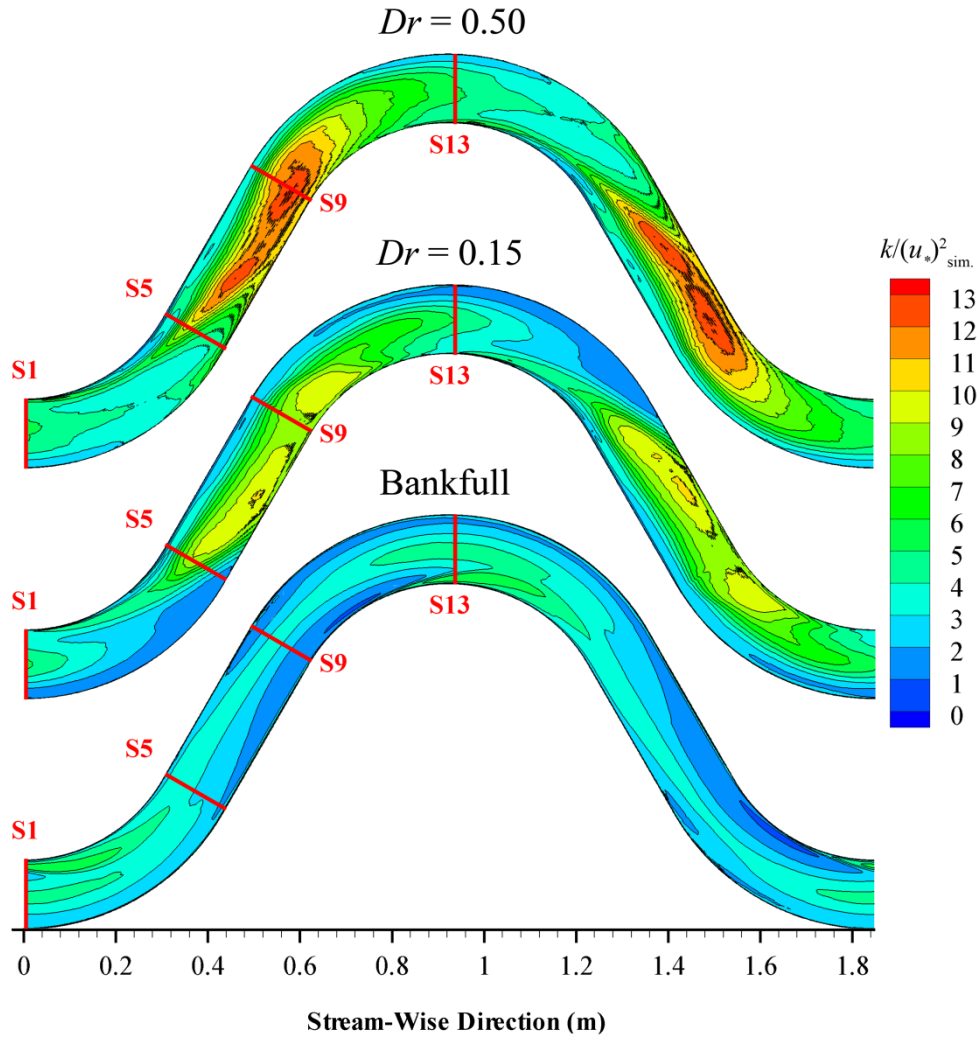 Dr = 0.50
S13
S9
S5
S1
Dr = 0.15
S13
S9
S5
S1
Bankfull
S13
S9
S5
S1
k/(u*)²sim.
13
12
11
10
9
8
7
6
5
4
3
2
1
0
0 0.2 0.4 0.6 0.8 1 1.2 1.4 1.6 1.8
Stream-Wise Direction (m)